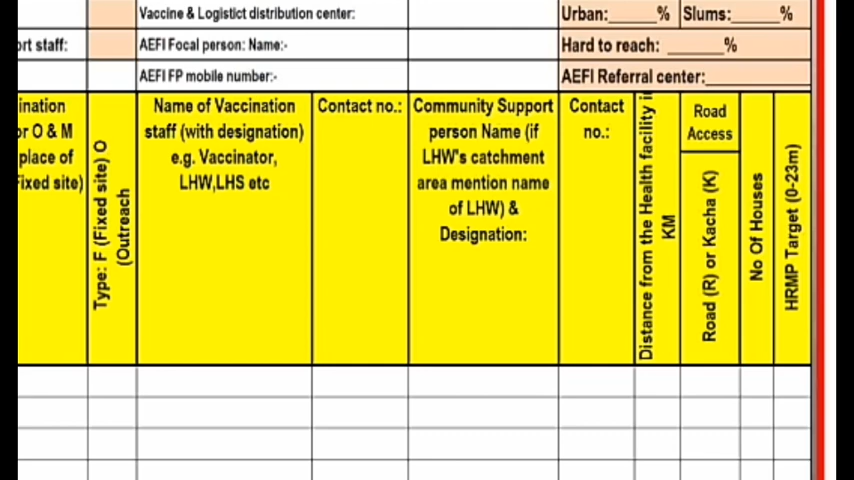 Vaccine & Logistict distribution center:
Urban:______% Slums:_____%
ort staff:
AEFI Focal person: Name:-
Hard to reach: ______%
AEFI FP mobile number:-
AEFI Referral center:
ination
or O & M
place of
Fixed site)
Type: F (Fixed site) O
(Outreach
Name of Vaccination
staff (with designation)
e.g. Vaccinator,
LHW,LHS etc
Contact no.:
Community Support
person Name (if
LHW's catchment
area mention name
of LHW) &
Designation:
Contact
no.:
Distance from the Health facility i
KM
Road
Access
Road (R) or Kacha (K)
No Of Houses
HRMP Target (0-23m)